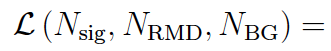 ℒ (N_sig, N_RMD, N_BG) =